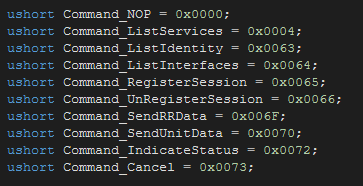 ushort Command_NOP = 0x0000;
ushort Command_ListServices = 0x0004;
ushort Command_ListIdentity = 0x0063;
ushort Command_ListInterfaces = 0x0064;
ushort Command_RegisterSession = 0x0065;
ushort Command_UnRegisterSession = 0x0066;
ushort Command_SendRRData = 0x006F;
ushort Command_SendUnitData = 0x0070;
ushort Command_IndicateStatus = 0x0072;
ushort Command_Cancel = 0x0073;